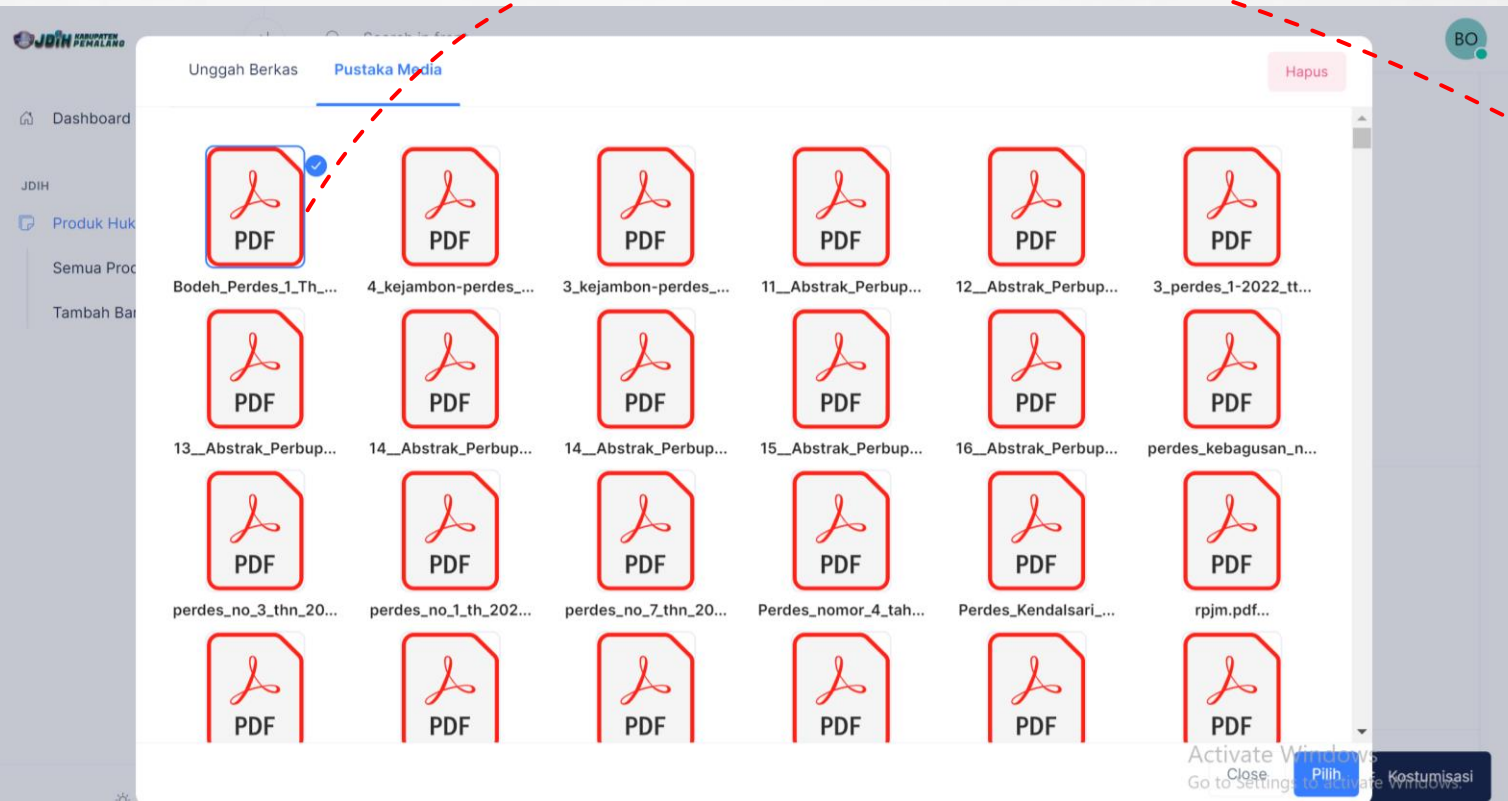 JDIH KABUPATEN PEMALANG
BO
Unggah Berkas
Pustaka Media
Hapus
Dashboard
JDIH
Produk Huk
Semua Proc
Tambah Bar
PDF PDF PDF PDF PDF PDF
Bodeh_Perdes_1_Th_... 4_kejambon-perdes_... 3_kejambon-perdes_... 11__Abstrak_Perbup... 12__Abstrak_Perbup... 3_perdes_1-2022_tt...
PDF PDF PDF PDF PDF PDF
13__Abstrak_Perbup... 14__Abstrak_Perbup... 14__Abstrak_Perbup... 15__Abstrak_Perbup... 16__Abstrak_Perbup... perdes_kebagusan_n...
PDF PDF PDF PDF PDF PDF
perdes_no_3_thn_20... perdes_no_1_th_202... perdes_no_7_thn_20... Perdes_nomor_4_tah... Perdes_Kendalsari_... rpjm.pdf...
PDF PDF PDF PDF PDF PDF
Activate Windows
Go to Settings to activate Windows.
Close
Pilih
Kostumisasi